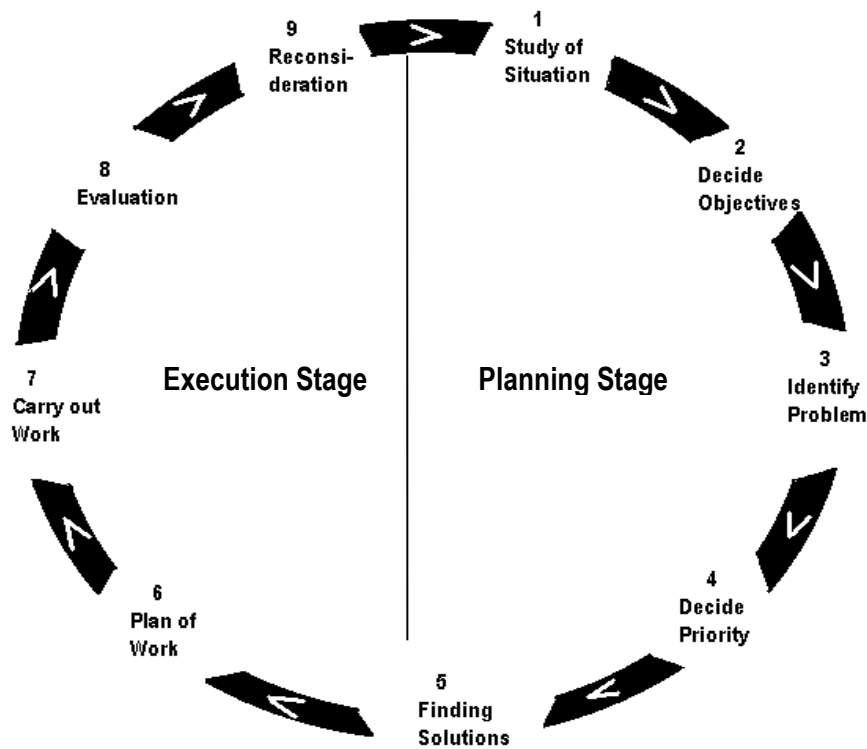 1
Study of
Situation
2
Decide
Objectives
3
Identify
Problem
4
Decide
Priority
5
Finding
Solutions
6
Plan of
Work
7
Carry out
Work
8
Evaluation
9
Reconsi-
deration
Execution Stage
Planning Stage